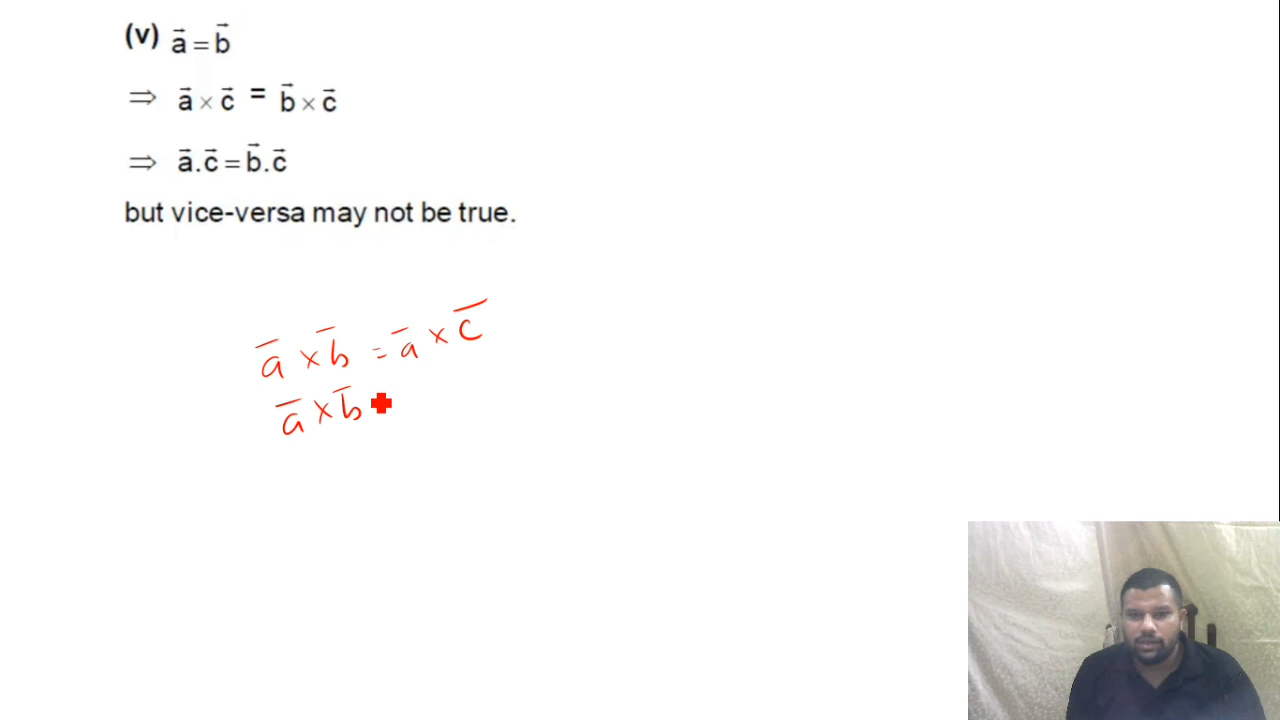 (v) a⃗ = b⃗
⇒ a⃗ × c⃗ = b⃗ × c⃗
⇒ a⃗.c⃗ = b⃗.c⃗
but vice-versa may not be true.
a̅ × b̅ = a̅ × c̅
a̅ × b̅